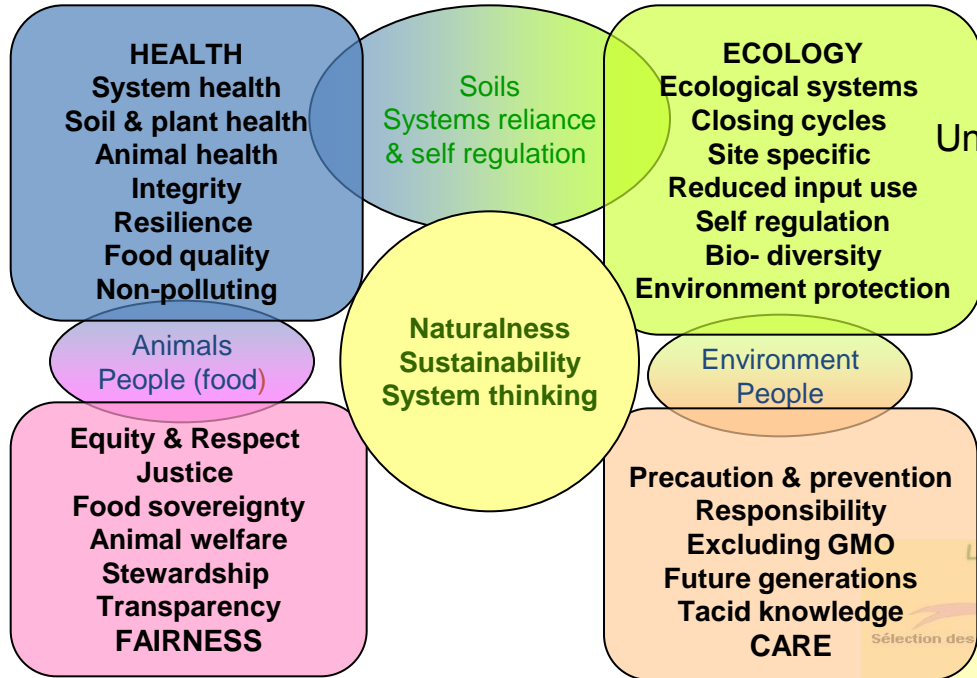 HEALTH
System health
Soil & plant health
Animal health
Integrity
Resilience
Food quality
Non-polluting
Soils
Systems reliance
& self regulation
ECOLOGY
Ecological systems
Closing cycles
Site specific
Reduced input use
Self regulation
Bio- diversity
Environment protection
Naturalness
Sustainability
System thinking
Animals
People (food)
Environment
People
Equity & Respect
Justice
Food sovereignty
Animal welfare
Stewardship
Transparency
FAIRNESS
Precaution & prevention
Responsibility
Excluding GMO
Future generations
Tacid knowledge
CARE
Sélection des